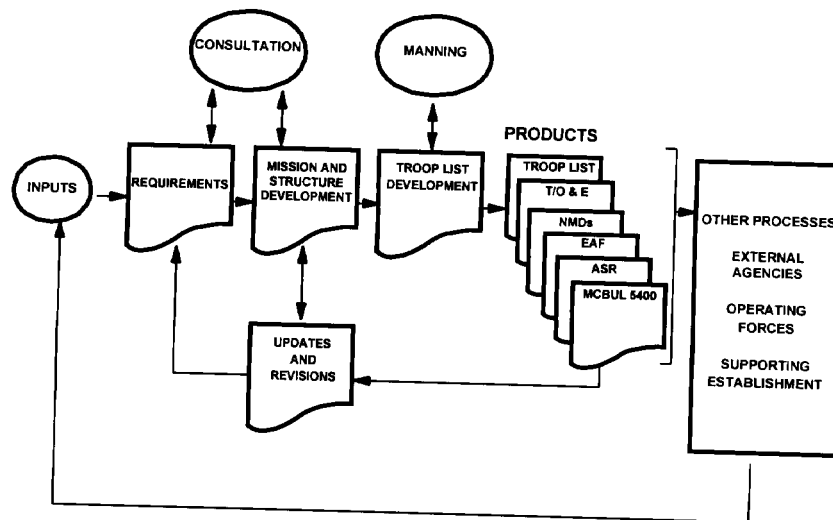 CONSULTATION
MANNING
PRODUCTS
INPUTS
REQUIREMENTS
MISSION AND
STRUCTURE
DEVELOPMENT
TROOP LIST
DEVELOPMENT
TROOP LIST
T/O & E
NMDs
EAF
ASR
MCBUL 5400
OTHER PROCESSES
EXTERNAL
AGENCIES
OPERATING
FORCES
SUPPORTING
ESTABLISHMENT
UPDATES
AND
REVISIONS